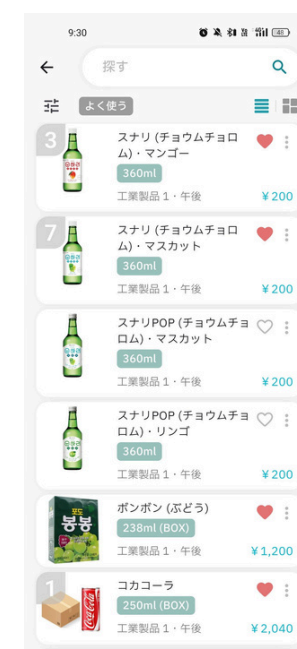 9:30
48
探す
よく使う
3
スナリ (チョウムチョロ
ム)・マンゴー
360ml
工業製品1・午後
¥200
7
スナリ (チョウムチョロ
ム)・マスカット
360ml
工業製品1・午後
¥200
スナリPOP (チョウムチョ
ロム)・マスカット
360ml
工業製品1・午後
¥200
スナリPOP (チョウムチョ
ロム)・リンゴ
360ml
工業製品1・午後
¥200
포도
봉봉
ボンボン (ぶどう)
238ml (BOX)
工業製品1・午後
¥1,200
1
Coca-Cola
コカコーラ
250ml (BOX)
工業製品1・午後
¥2,040